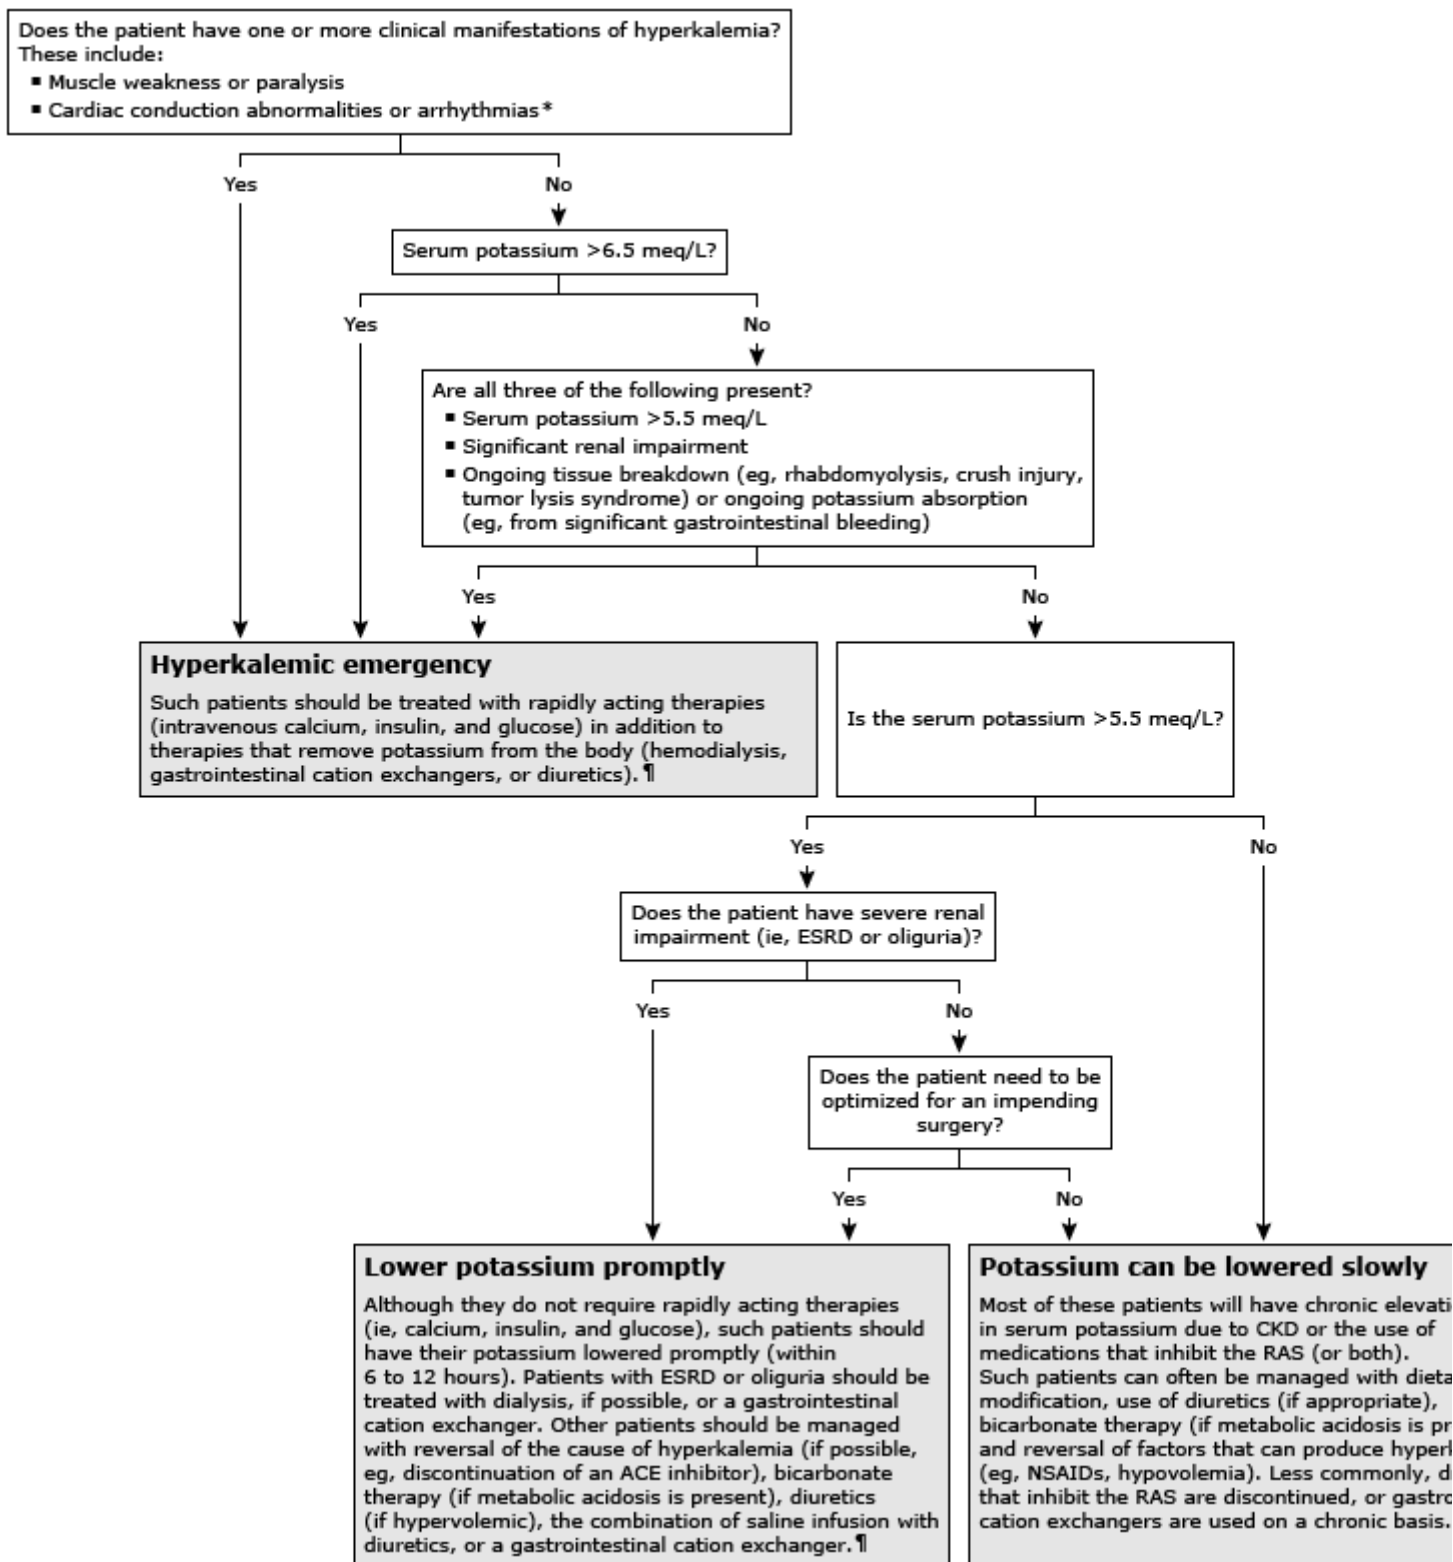 Does the patient have one or more clinical manifestations of hyperkalemia?
These include:
▪ Muscle weakness or paralysis
▪ Cardiac conduction abnormalities or arrhythmias*
Yes
No
Serum potassium >6.5 meq/L?
Yes
No
Are all three of the following present?
▪ Serum potassium >5.5 meq/L
▪ Significant renal impairment
▪ Ongoing tissue breakdown (eg, rhabdomyolysis, crush injury,
tumor lysis syndrome) or ongoing potassium absorption
(eg, from significant gastrointestinal bleeding)
Yes
No
Hyperkalemic emergency
Such patients should be treated with rapidly acting therapies
(intravenous calcium, insulin, and glucose) in addition to
therapies that remove potassium from the body (hemodialysis,
gastrointestinal cation exchangers, or diuretics).¶
Is the serum potassium >5.5 meq/L?
Yes
No
Does the patient have severe renal
impairment (ie, ESRD or oliguria)?
Yes
No
Does the patient need to be
optimized for an impending
surgery?
Yes
No
Lower potassium promptly
Although they do not require rapidly acting therapies
(ie, calcium, insulin, and glucose), such patients should
have their potassium lowered promptly (within
6 to 12 hours). Patients with ESRD or oliguria should be
treated with dialysis, if possible, or a gastrointestinal
cation exchanger. Other patients should be managed
with reversal of the cause of hyperkalemia (if possible,
eg, discontinuation of an ACE inhibitor), bicarbonate
therapy (if metabolic acidosis is present), diuretics
(if hypervolemic), the combination of saline infusion with
diuretics, or a gastrointestinal cation exchanger.¶
Potassium can be lowered slowly
Most of these patients will have chronic
in serum potassium due to CKD or the use of
medications that inhibit the RAS (or both).
Such patients can often be managed with
modification, use of diuretics (if appropriate),
bicarbonate therapy (if metabolic acidosis is
and reversal of factors that can produce
(eg, NSAIDs, hypovolemia). Less commonly,
that inhibit the RAS are discontinued, or
cation exchangers are used on a chronic basis.